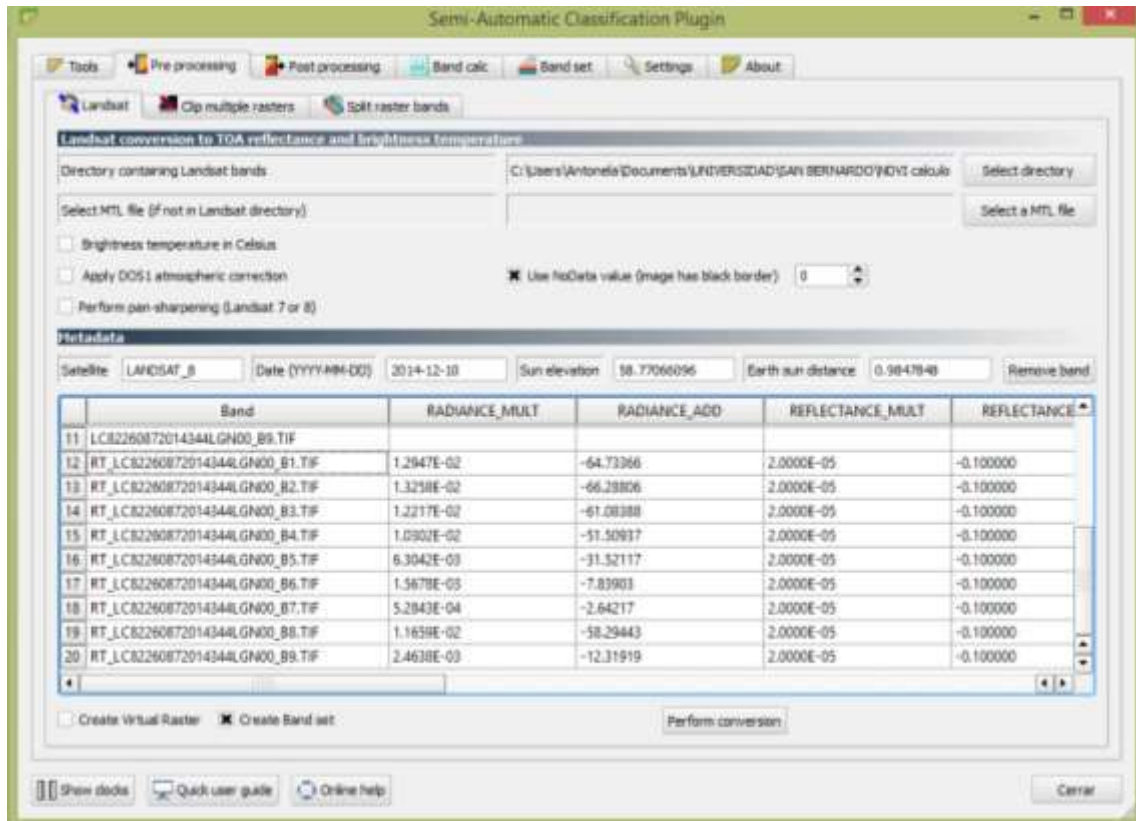 Semi-Automatic Classification Plugin
Tools Pre processing Post processing Band calc Band set Settings About
Landsat Clip multiple rasters Split raster bands
Landsat conversion to TOA reflectance and brightness temperature
Directory containing Landsat bands C:\Users\Antonela\Documents\UNIVERSIDAD\SAN BERNARDO\NDVI calculo Select directory
Select MTL file (if not in Landsat directory) Select a MTL file
Brightness temperature in Celsius
Apply DOS1 atmospheric correction Use NoData value (image has black border) 0
Perform pan-sharpening (Landsat 7 or 8)
Metadata
Satellite LANDSAT_8 Date (YYYY-MM-DD) 2014-12-10 Sun elevation 58.77066096 Earth sun distance 0.9847848 Remove band
Band RADIANCE_MULT RADIANCE_ADD REFLECTANCE_MULT REFLECTANCE
11 LC82260872014344LGN00_B9.TIF
12 RT_LC82260872014344LGN00_B1.TIF 1.2947E-02 -64.73366 2.0000E-05 -0.100000
13 RT_LC82260872014344LGN00_B2.TIF 1.3258E-02 -66.28806 2.0000E-05 -0.100000
14 RT_LC82260872014344LGN00_B3.TIF 1.2217E-02 -61.08388 2.0000E-05 -0.100000
15 RT_LC82260872014344LGN00_B4.TIF 1.0302E-02 -51.50937 2.0000E-05 -0.100000
16 RT_LC82260872014344LGN00_B5.TIF 6.3042E-03 -31.52117 2.0000E-05 -0.100000
17 RT_LC82260872014344LGN00_B6.TIF 1.5678E-03 -7.83903 2.0000E-05 -0.100000
18 RT_LC82260872014344LGN00_B7.TIF 5.2843E-04 -2.64217 2.0000E-05 -0.100000
19 RT_LC82260872014344LGN00_B8.TIF 1.1659E-02 -58.29443 2.0000E-05 -0.100000
20 RT_LC82260872014344LGN00_B9.TIF 2.4638E-03 -12.31919 2.0000E-05 -0.100000
Create Virtual Raster Create Band set Perform conversion
Show docks Quick user guide Online help Cerrar